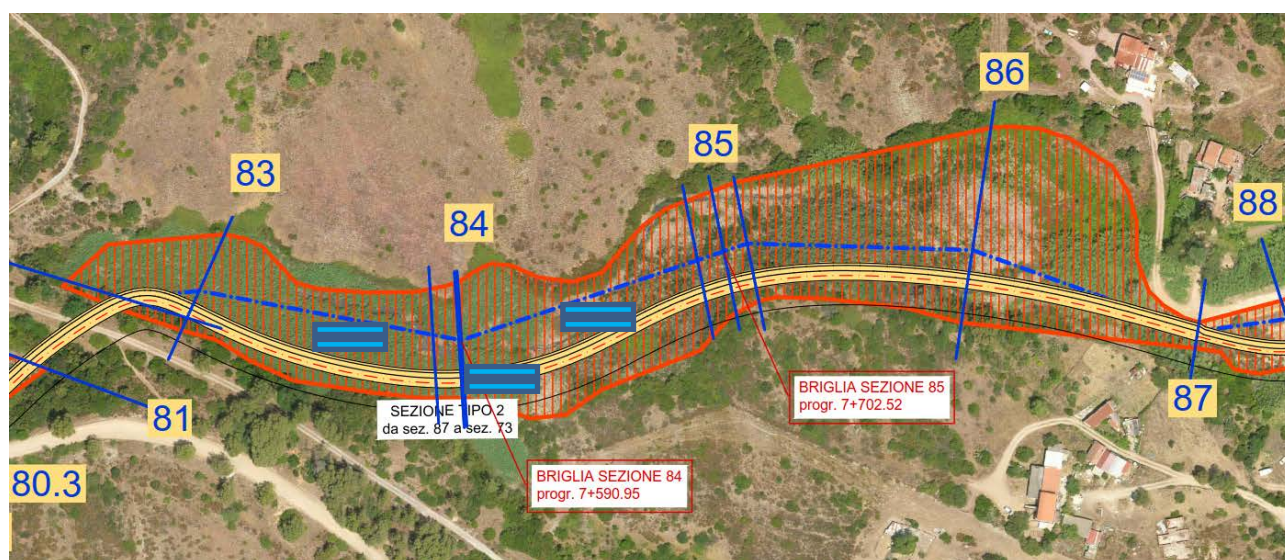 86
85
83
88
84
BRIGLIA SEZIONE 85
progr. 7+702.52
87
81
SEZIONE TIPO 2
da sez. 87 a sez. 73
BRIGLIA SEZIONE 84
progr. 7+590.95
80.3